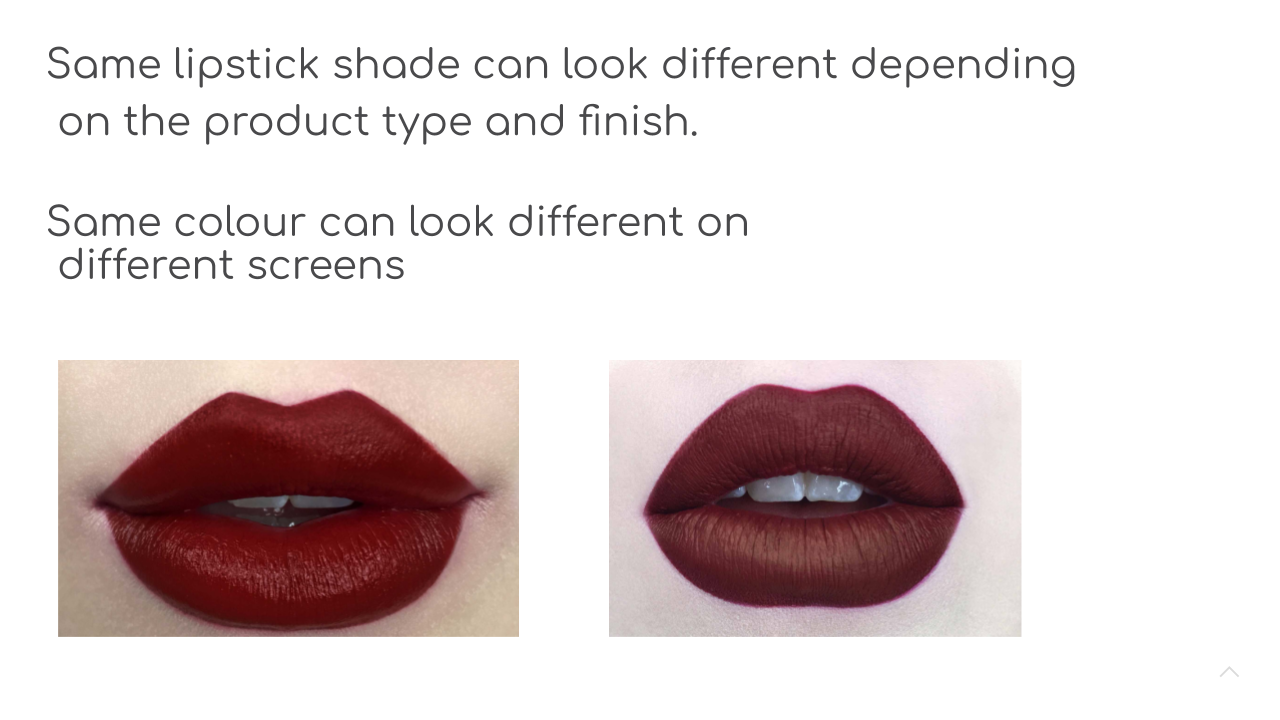 Same lipstick shade can look different depending
on the product type and finish.
Same colour can look different on
different screens